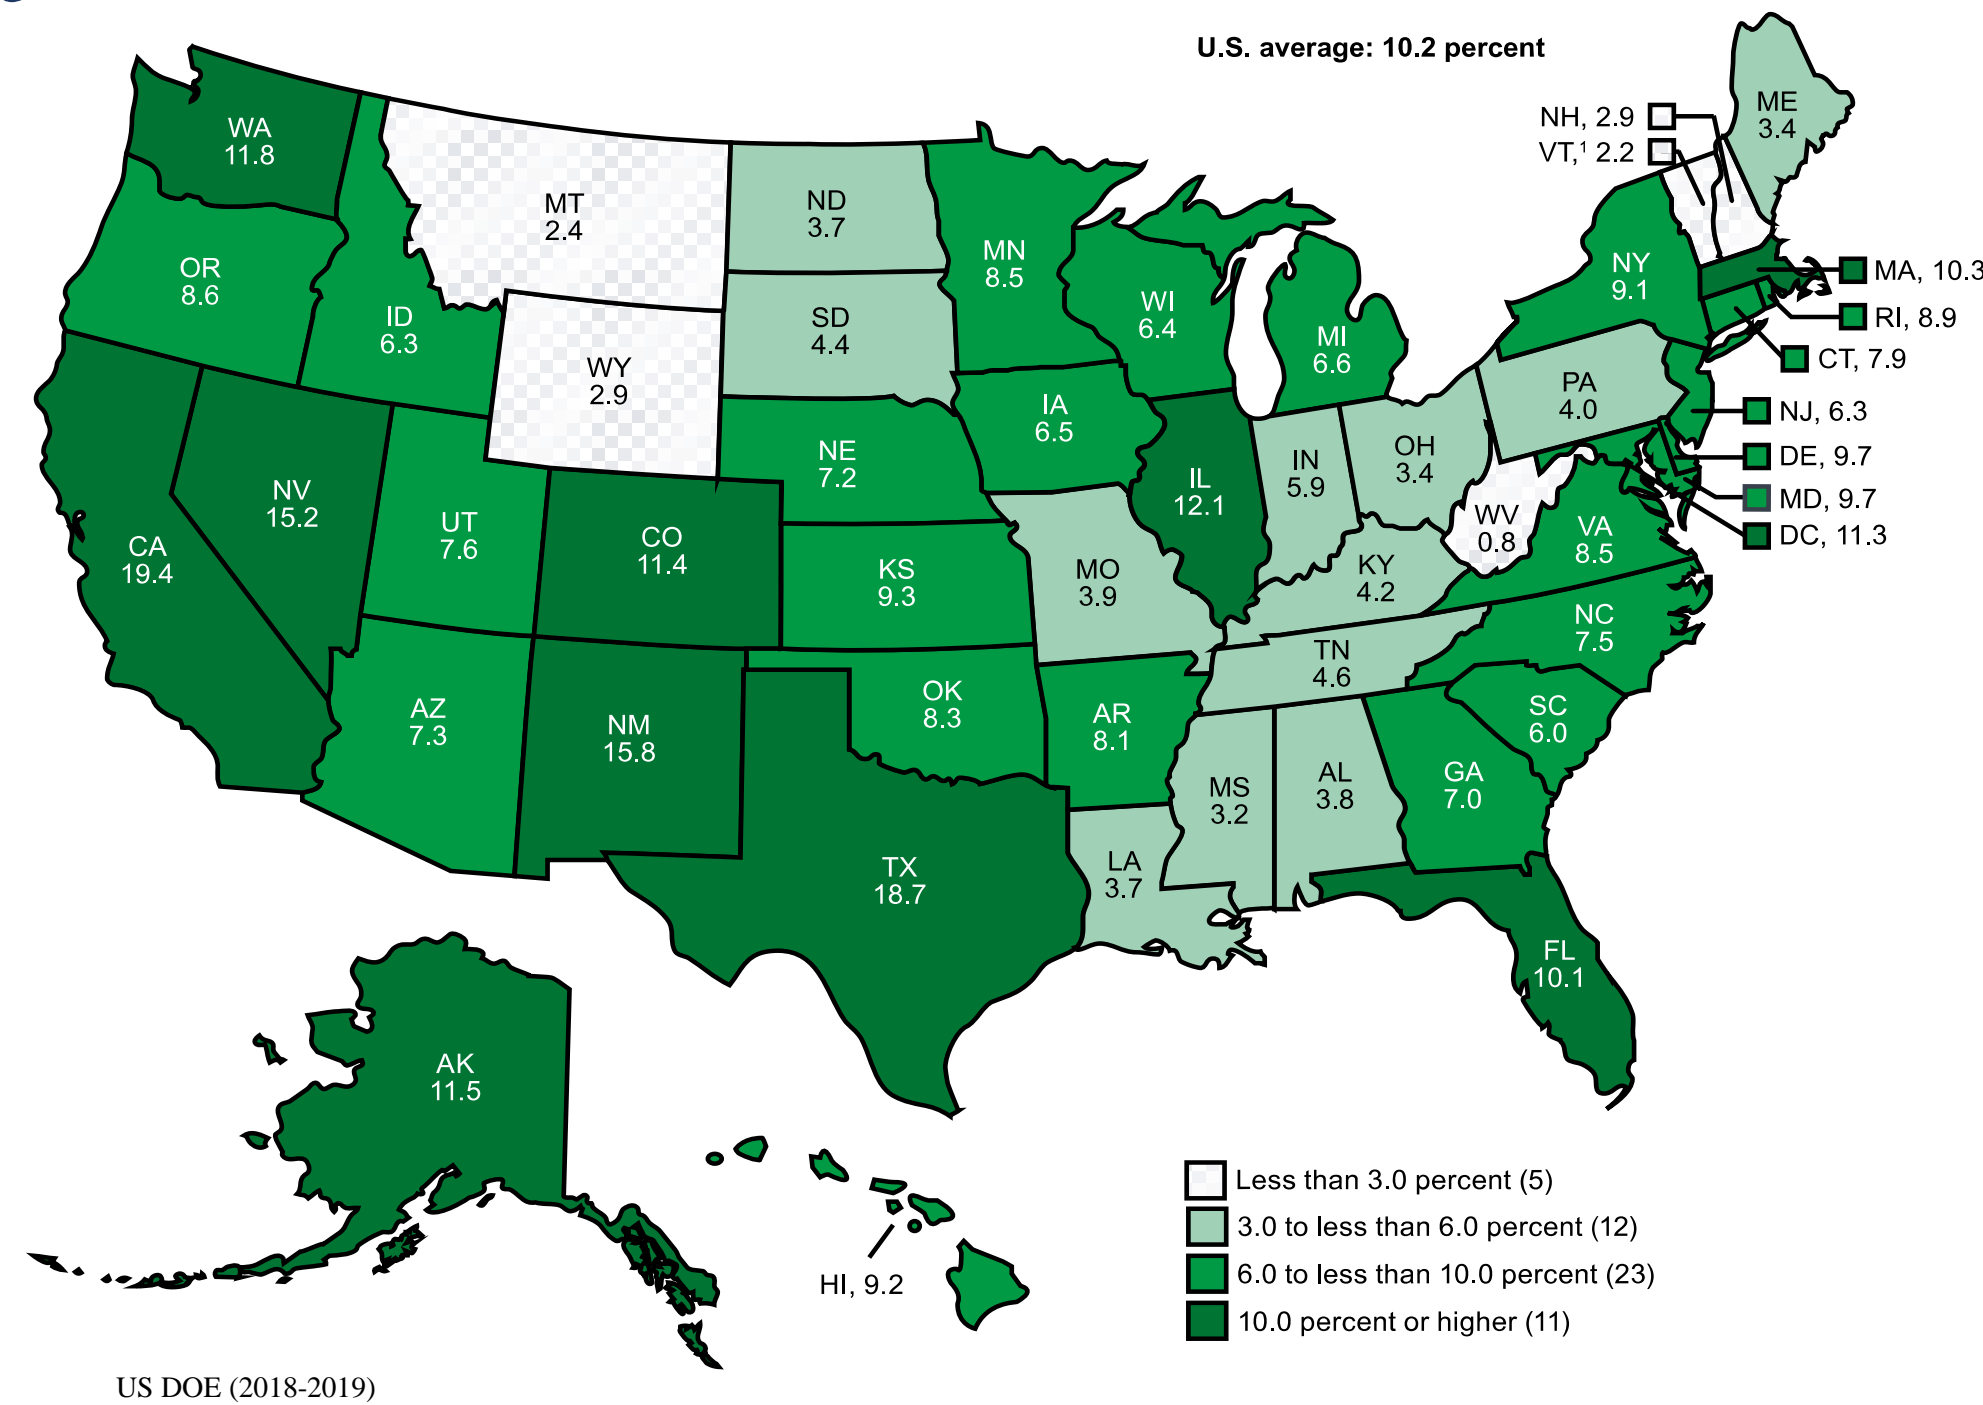 U.S. average: 10.2 percent
WA
11.8
OR
8.6
ID
6.3
MT
2.4
WY
2.9
ND
3.7
SD
4.4
MN
8.5
WI
6.4
MI
6.6
NY
9.1
NH, 2.9
VT,¹ 2.2
ME
3.4
MA, 10.3
RI, 8.9
CT, 7.9
NJ, 6.3
DE, 9.7
MD, 9.7
DC, 11.3
PA
4.0
CA
19.4
NV
15.2
UT
7.6
CO
11.4
NE
7.2
KS
9.3
IA
6.5
MO
3.9
IL
12.1
IN
5.9
OH
3.4
KY
4.2
WV
0.8
VA
8.5
NC
7.5
TN
4.6
SC
6.0
AZ
7.3
NM
15.8
OK
8.3
AR
8.1
TX
18.7
LA
3.7
MS
3.2
AL
3.8
GA
7.0
FL
10.1
AK
11.5
HI, 9.2
Less than 3.0 percent (5)
3.0 to less than 6.0 percent (12)
6.0 to less than 10.0 percent (23)
10.0 percent or higher (11)
US DOE (2018-2019)